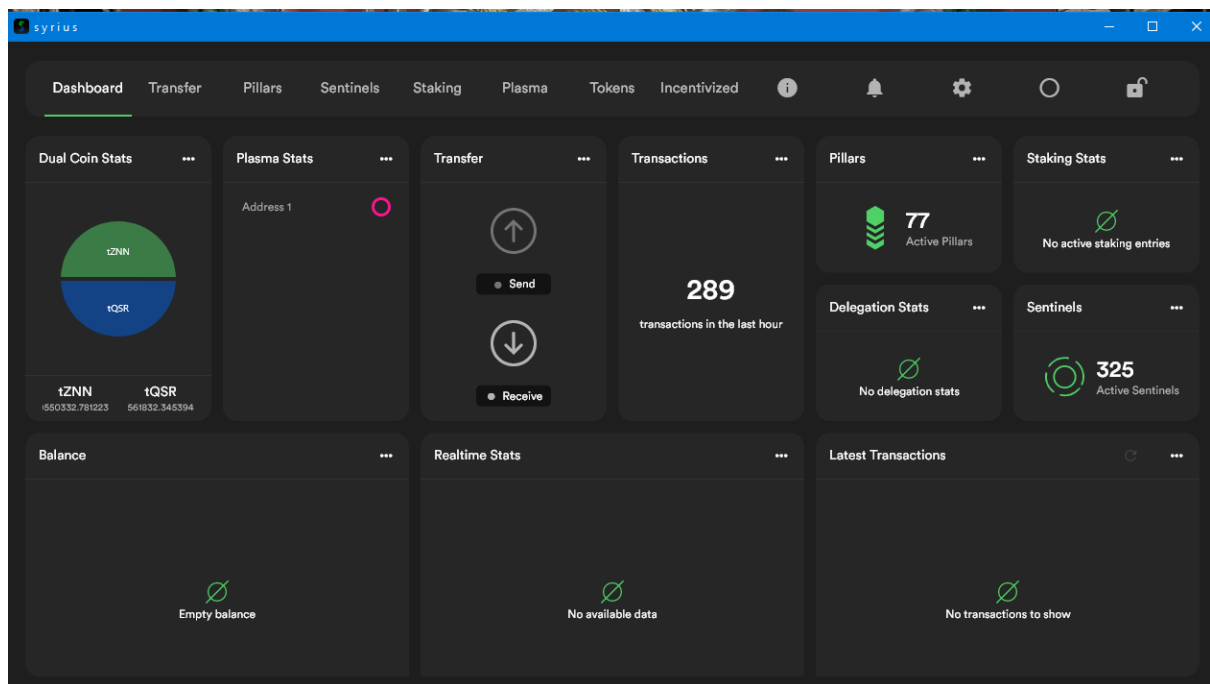 syrius
Dashboard Transfer Pillars Sentinels Staking Plasma Tokens Incentivized
Dual Coin Stats
tZNN
tQSR
tZNN tQSR
561832.345394
Plasma Stats
Address 1
Transfer
Send
Receive
Transactions
289
transactions in the last hour
Pillars
77
Active Pillars
Staking Stats
No active staking entries
Delegation Stats
No delegation stats
Sentinels
325
Active Sentinels
Balance
Empty balance
Realtime Stats
No available data
Latest Transactions
No transactions to show